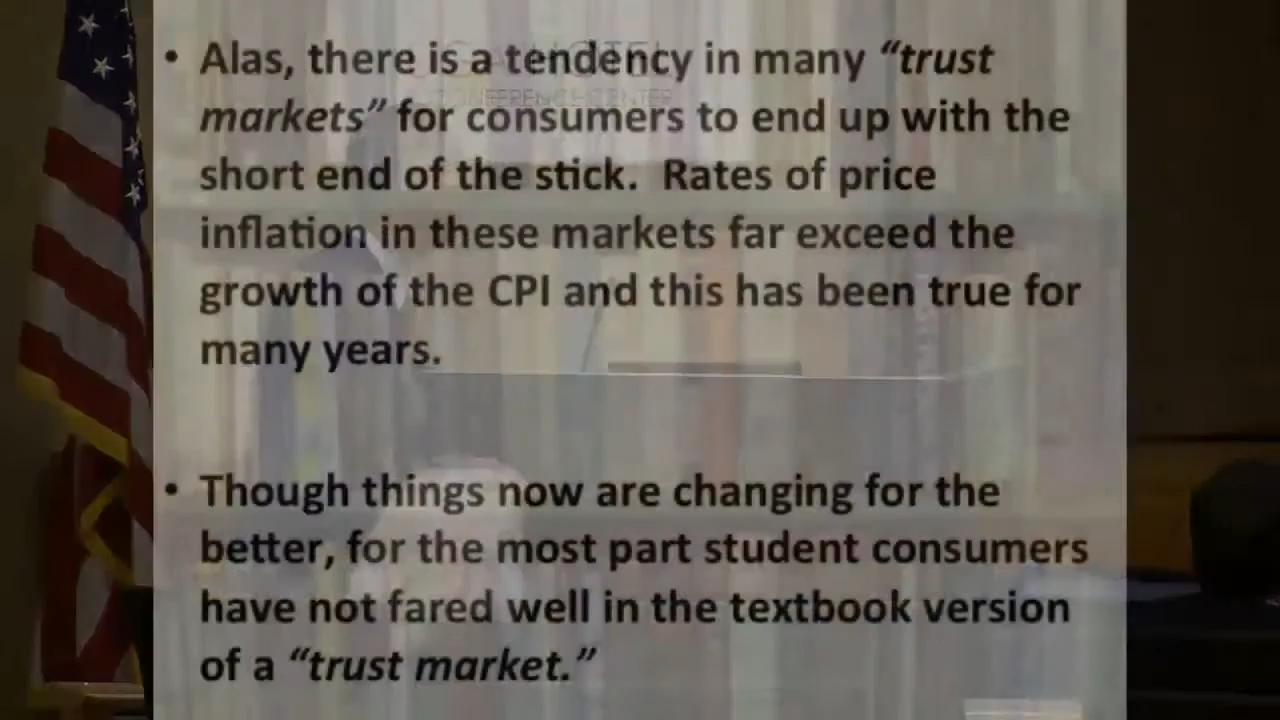 • Alas, there is a tendency in many “trust
markets” for consumers to end up with the
short end of the stick.  Rates of price
inflation in these markets far exceed the
growth of the CPI and this has been true for
many years.
• Though things now are changing for the
better, for the most part student consumers
have not fared well in the textbook version
of a “trust market.”
CONFERENCE CENTER